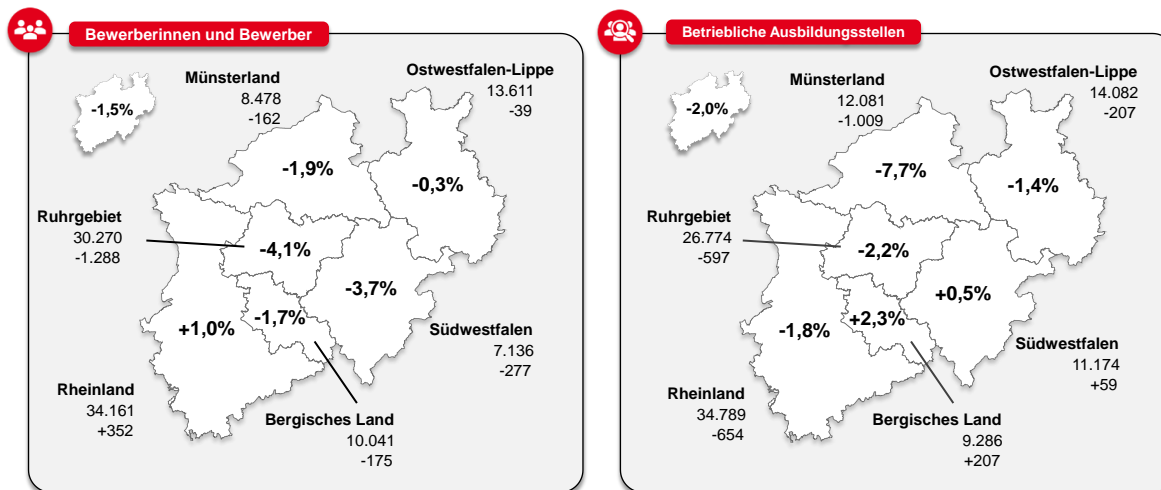 Bewerberinnen und Bewerber
-1,5%
Münsterland
8.478
-162
Ostwestfalen-Lippe
13.611
-39
-1,9%
-0,3%
Ruhrgebiet
30.270
-1.288
-4,1%
-3,7%
-1,7%
+1,0%
Südwestfalen
7.136
-277
Rheinland
34.161
+352
Bergisches Land
10.041
-175
Betriebliche Ausbildungsstellen
-2,0%
Münsterland
12.081
-1.009
Ostwestfalen-Lippe
14.082
-207
-7,7%
-1,4%
Ruhrgebiet
26.774
-597
-2,2%
+0,5%
+2,3%
-1,8%
Südwestfalen
11.174
+59
Rheinland
34.789
-654
Bergisches Land
9.286
+207